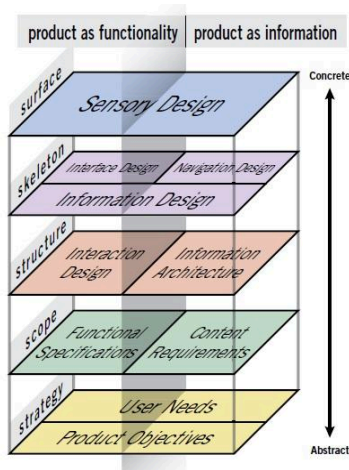 product as functionality
product as information
surface
Sensory Design
Concrete
skeleton
Interface Design
Navigation Design
Information Design
structure
Interaction
Design
Information
Architecture
scope
Functional
Specifications
Content
Requirements
strategy
User Needs
Product Objectives
Abstract